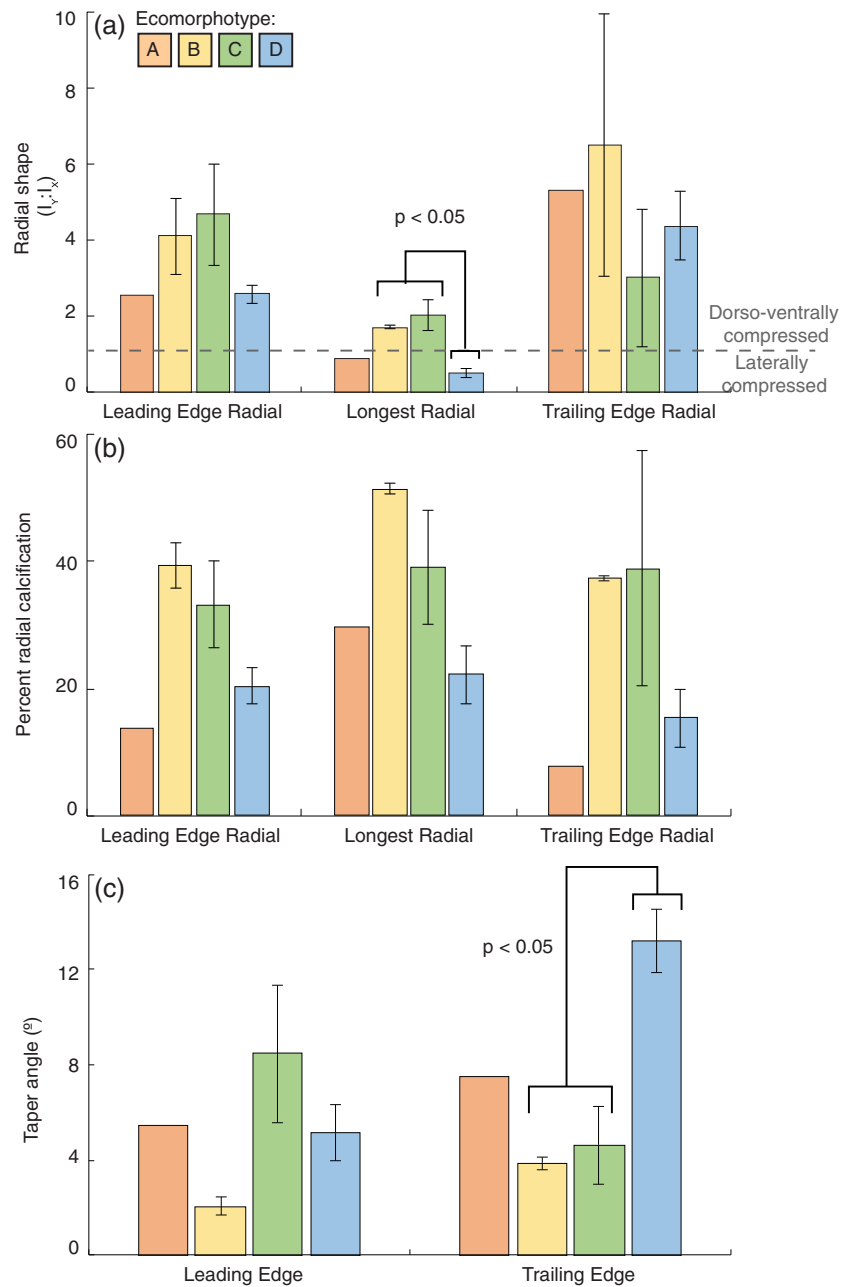 (a)
Ecomorphotype:
A B C D
Radial shape
(I_Y:I_X)
10
8
6
4
2
0
p < 0.05
Dorso-ventrally
compressed
Laterally
compressed
Leading Edge Radial
Longest Radial
Trailing Edge Radial
(b)
Percent radial calcification
60
40
20
0
Leading Edge Radial
Longest Radial
Trailing Edge Radial
(c)
Taper angle (º)
16
12
8
4
0
p < 0.05
Leading Edge
Trailing Edge